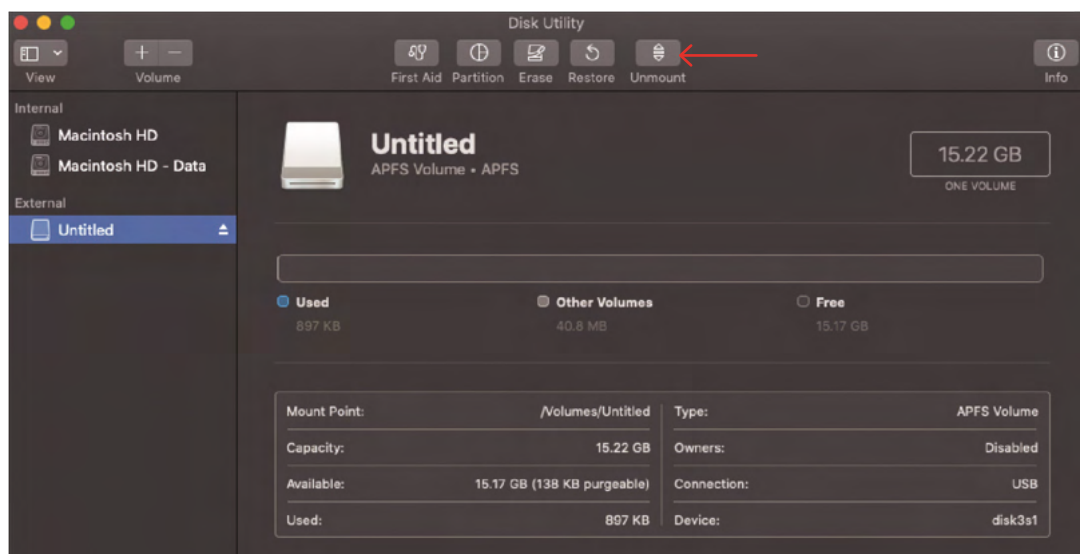 Disk Utility
View Volume First Aid Partition Erase Restore Unmount Info
Internal
Macintosh HD
Macintosh HD - Data
External
Untitled
Untitled
APFS Volume • APFS
15.22 GB
ONE VOLUME
Used Other Volumes Free
897 KB 40.8 MB 15.17 GB
Mount Point: /Volumes/Untitled Type: APFS Volume
Capacity: 15.22 GB Owners: Disabled
Available: 15.17 GB (138 KB purgeable) Connection: USB
Used: 897 KB Device: disk3s1